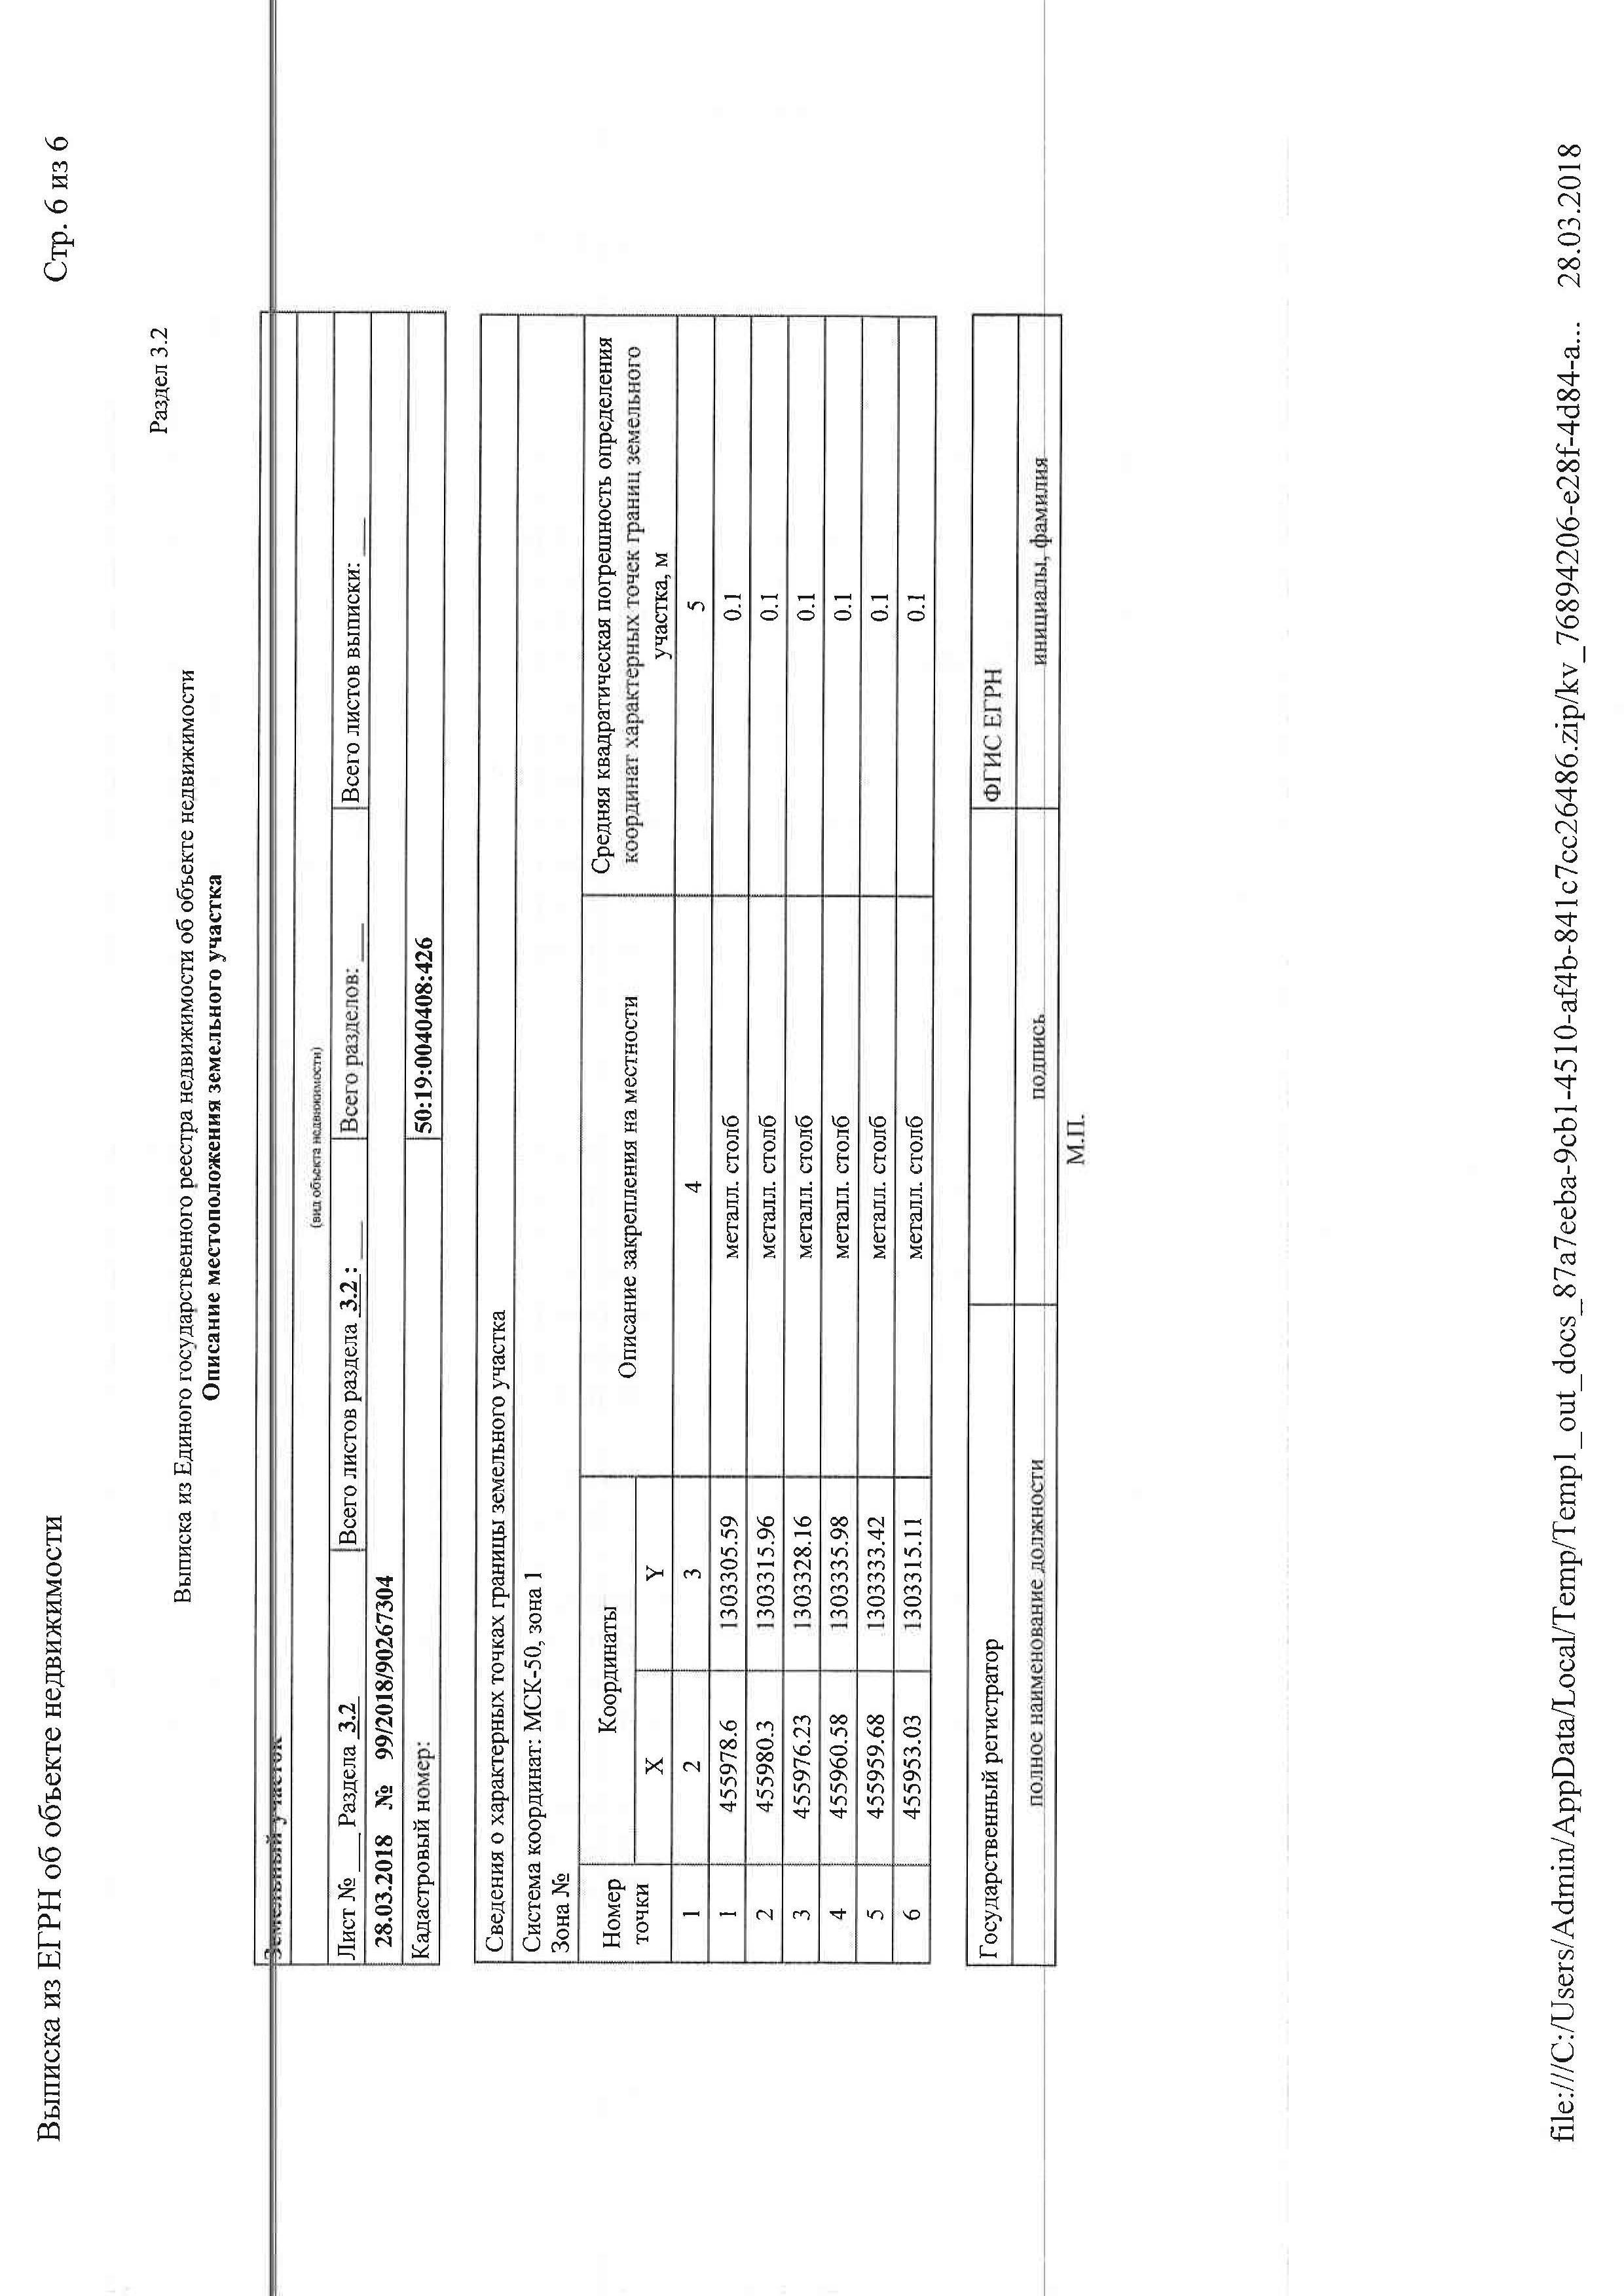 Выписка из ЕГРН об объекте недвижимости Стр. 6 из 6
Раздел 3.2
Выписка из Единого государственного реестра недвижимости об объекте недвижимости
Описание местоположения земельного участка
Земельный участок
(вид объекта недвижимости)
Лист № ___ Раздела 3.2 Всего листов раздела 3.2 : ___ Всего разделов: ___ Всего листов выписки: ___
28.03.2018 № 99/2018/90267304
Кадастровый номер: 50:19:0040408:426
Сведения о характерных точках границы земельного участка
Система координат: МСК-50, зона 1
Зона №
Номер точки Координаты Описание закрепления на местности Средняя квадратическая погрешность определения координат характерных точек границ земельного участка, м
X Y
1 2 3 4 5
1 455978.6 1303305.59 металл. столб 0.1
2 455980.3 1303315.96 металл. столб 0.1
3 455976.23 1303328.16 металл. столб 0.1
4 455960.58 1303335.98 металл. столб 0.1
5 455959.68 1303333.42 металл. столб 0.1
6 455953.03 1303315.11 металл. столб 0.1
Государственный регистратор ФГИС ЕГРН
полное наименование должности подпись инициалы, фамилия
М.П.
file:///C:/Users/Admin/AppData/Local/Temp/Temp1_out_docs_87a7eeba-9cb1-4510-af4b-841c7cc26486.zip/kv_76894206-e28f-4d84-a... 28.03.2018